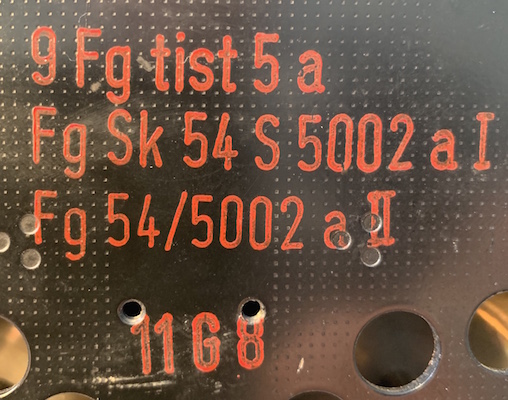 9 Fg tist 5 a
Fg Sk 54 S 5002 a I
Fg 54/5002 a II
11 G 8